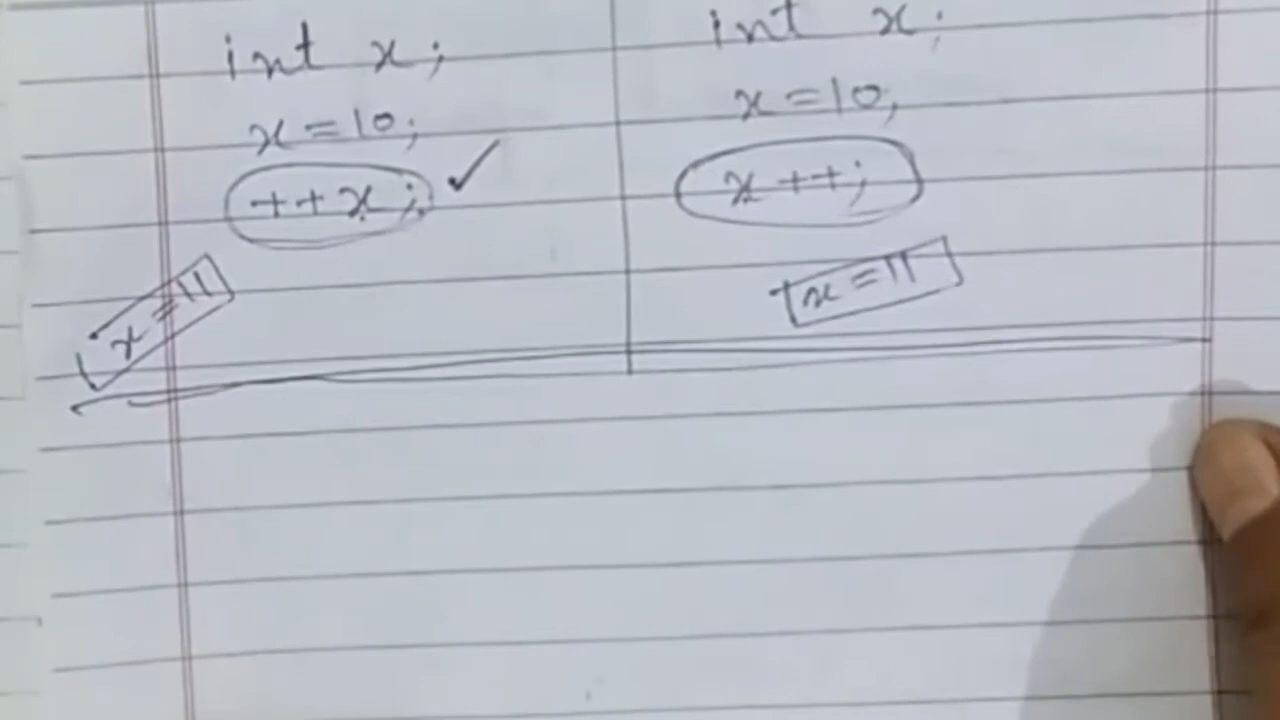 int x;
x=10;
++x;
x=11
int x;
x=10,
x++;
x=11